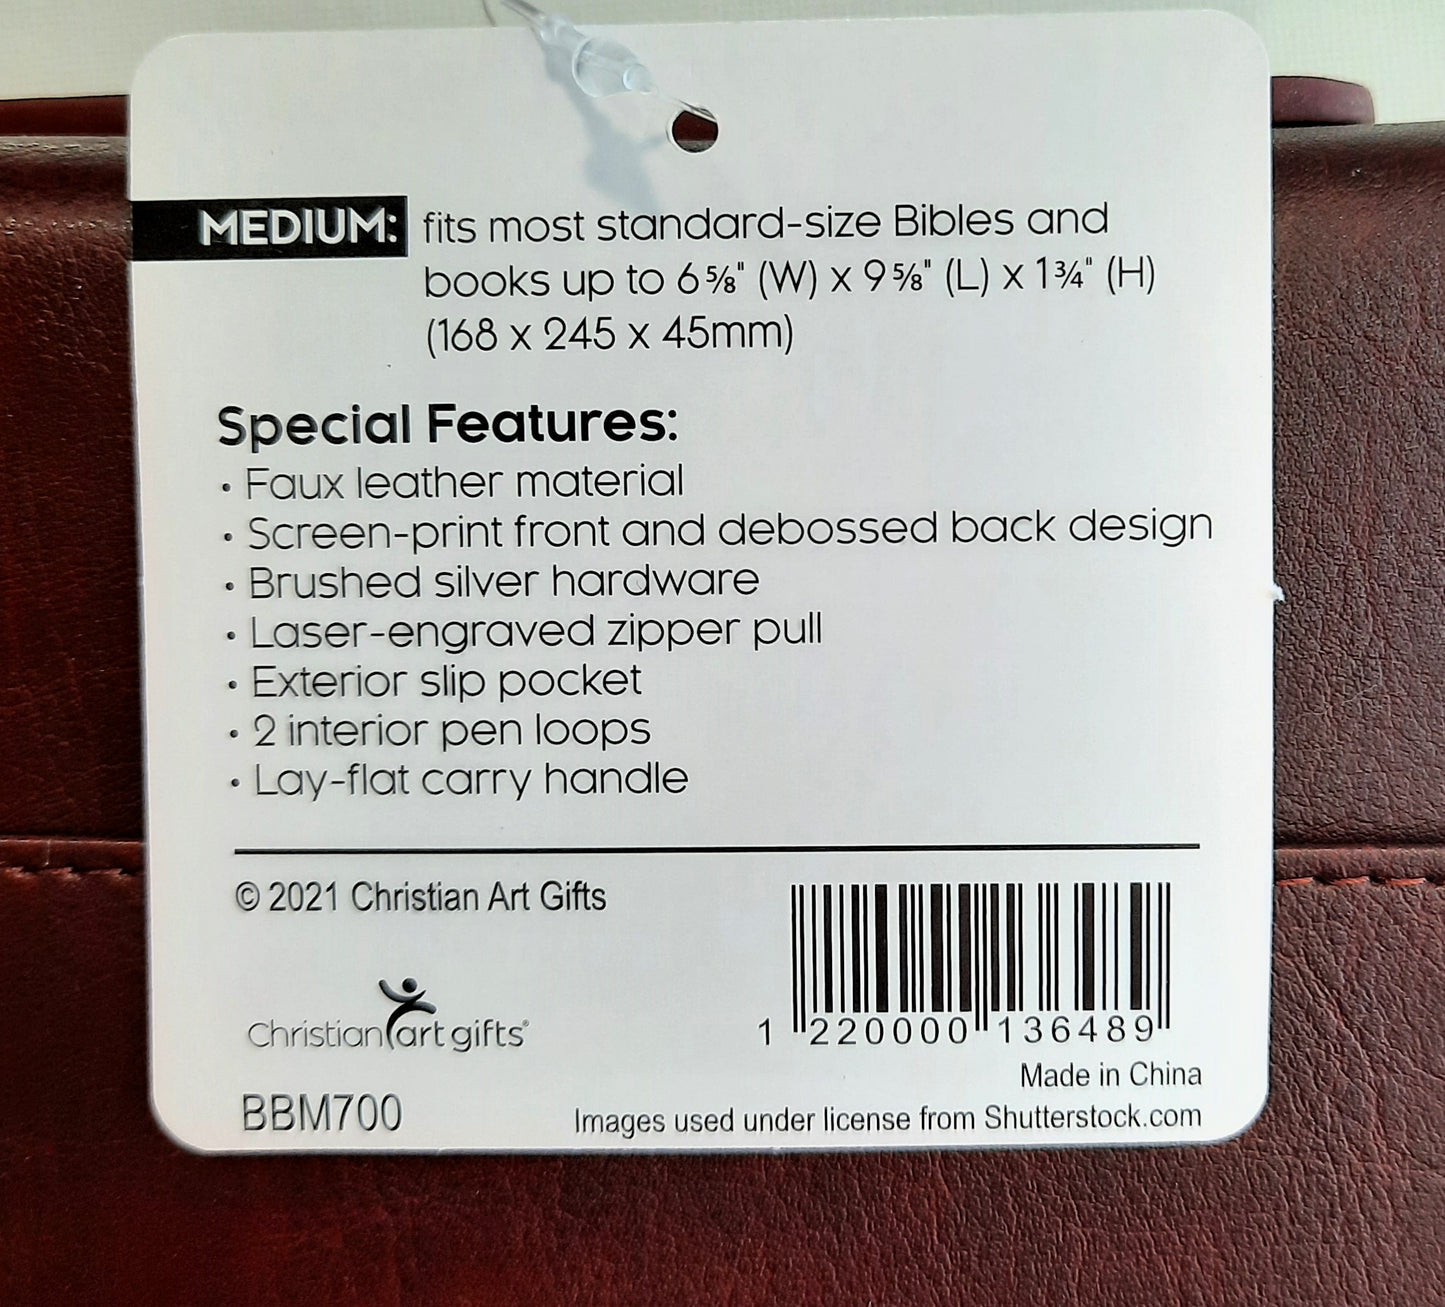 MEDIUM: fits most standard-size Bibles and
books up to 6⅝" (W) x 9⅝" (L) x 1¾" (H)
(168 x 245 x 45mm)
Special Features:
• Faux leather material
• Screen-print front and debossed back design
• Brushed silver hardware
• Laser-engraved zipper pull
• Exterior slip pocket
• 2 interior pen loops
• Lay-flat carry handle
© 2021 Christian Art Gifts
Christian art gifts®
1 220000 136489
Made in China
BBM700
Images used under license from Shutterstock.com